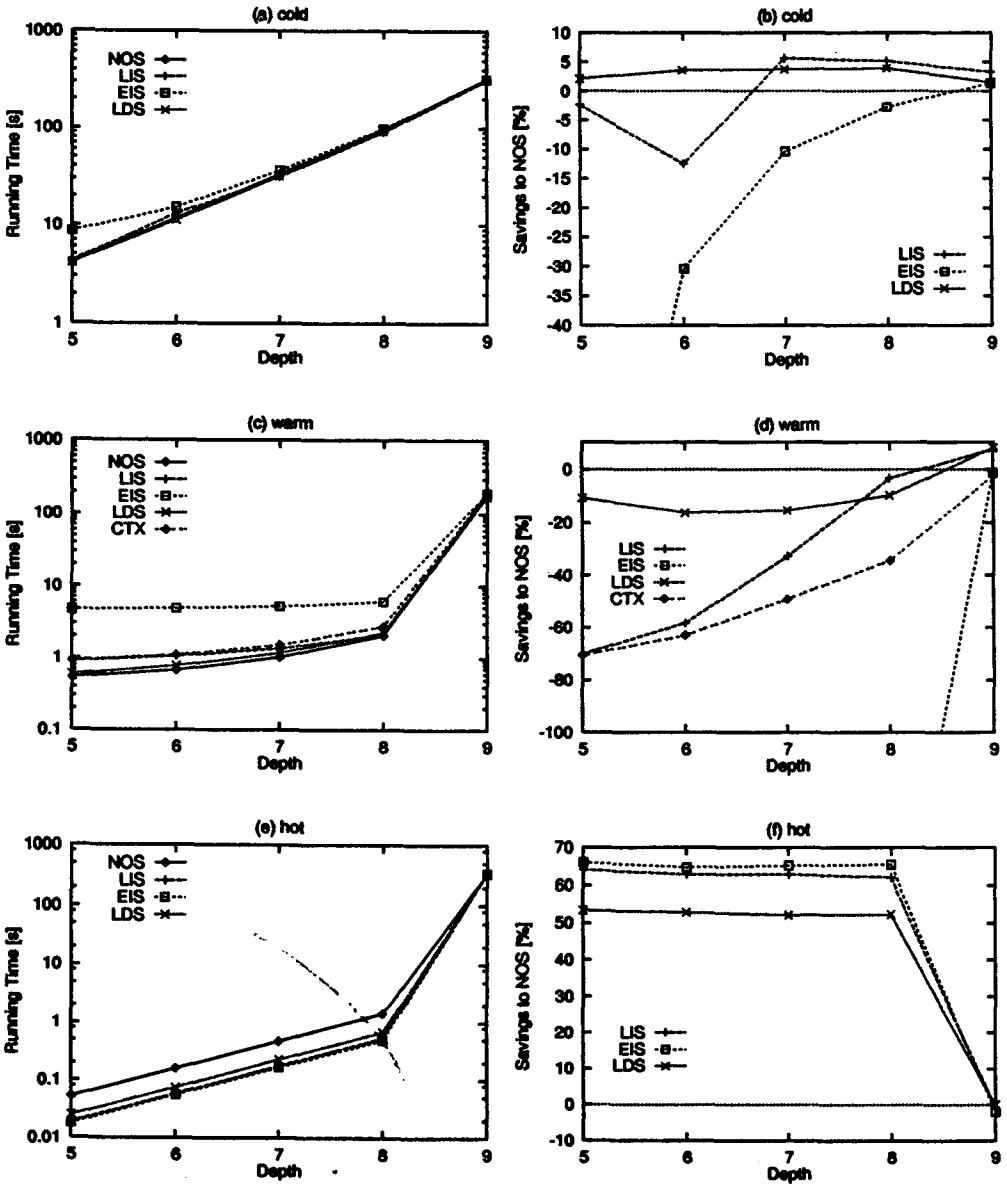 (a) cold
1000
100
10
1
Running Time [s]
NOS
LIS
EIS
LDS
5 6 7 8 9
Depth
(b) cold
10
5
0
-5
-10
-15
-20
-25
-30
-35
-40
Savings to NOS [%]
LIS
EIS
LDS
5 6 7 8 9
Depth
(c) warm
1000
100
10
1
0.1
Running Time [s]
NOS
LIS
EIS
LDS
CTX
5 6 7 8 9
Depth
(d) warm
0
-20
-40
-60
-80
-100
Savings to NOS [%]
LIS
EIS
LDS
CTX
5 6 7 8 9
Depth
(e) hot
1000
100
10
1
0.1
0.01
Running Time [s]
NOS
LIS
EIS
LDS
5 6 7 8 9
Depth
(f) hot
70
60
50
40
30
20
10
0
-10
Savings to NOS [%]
LIS
EIS
LDS
5 6 7 8 9
Depth